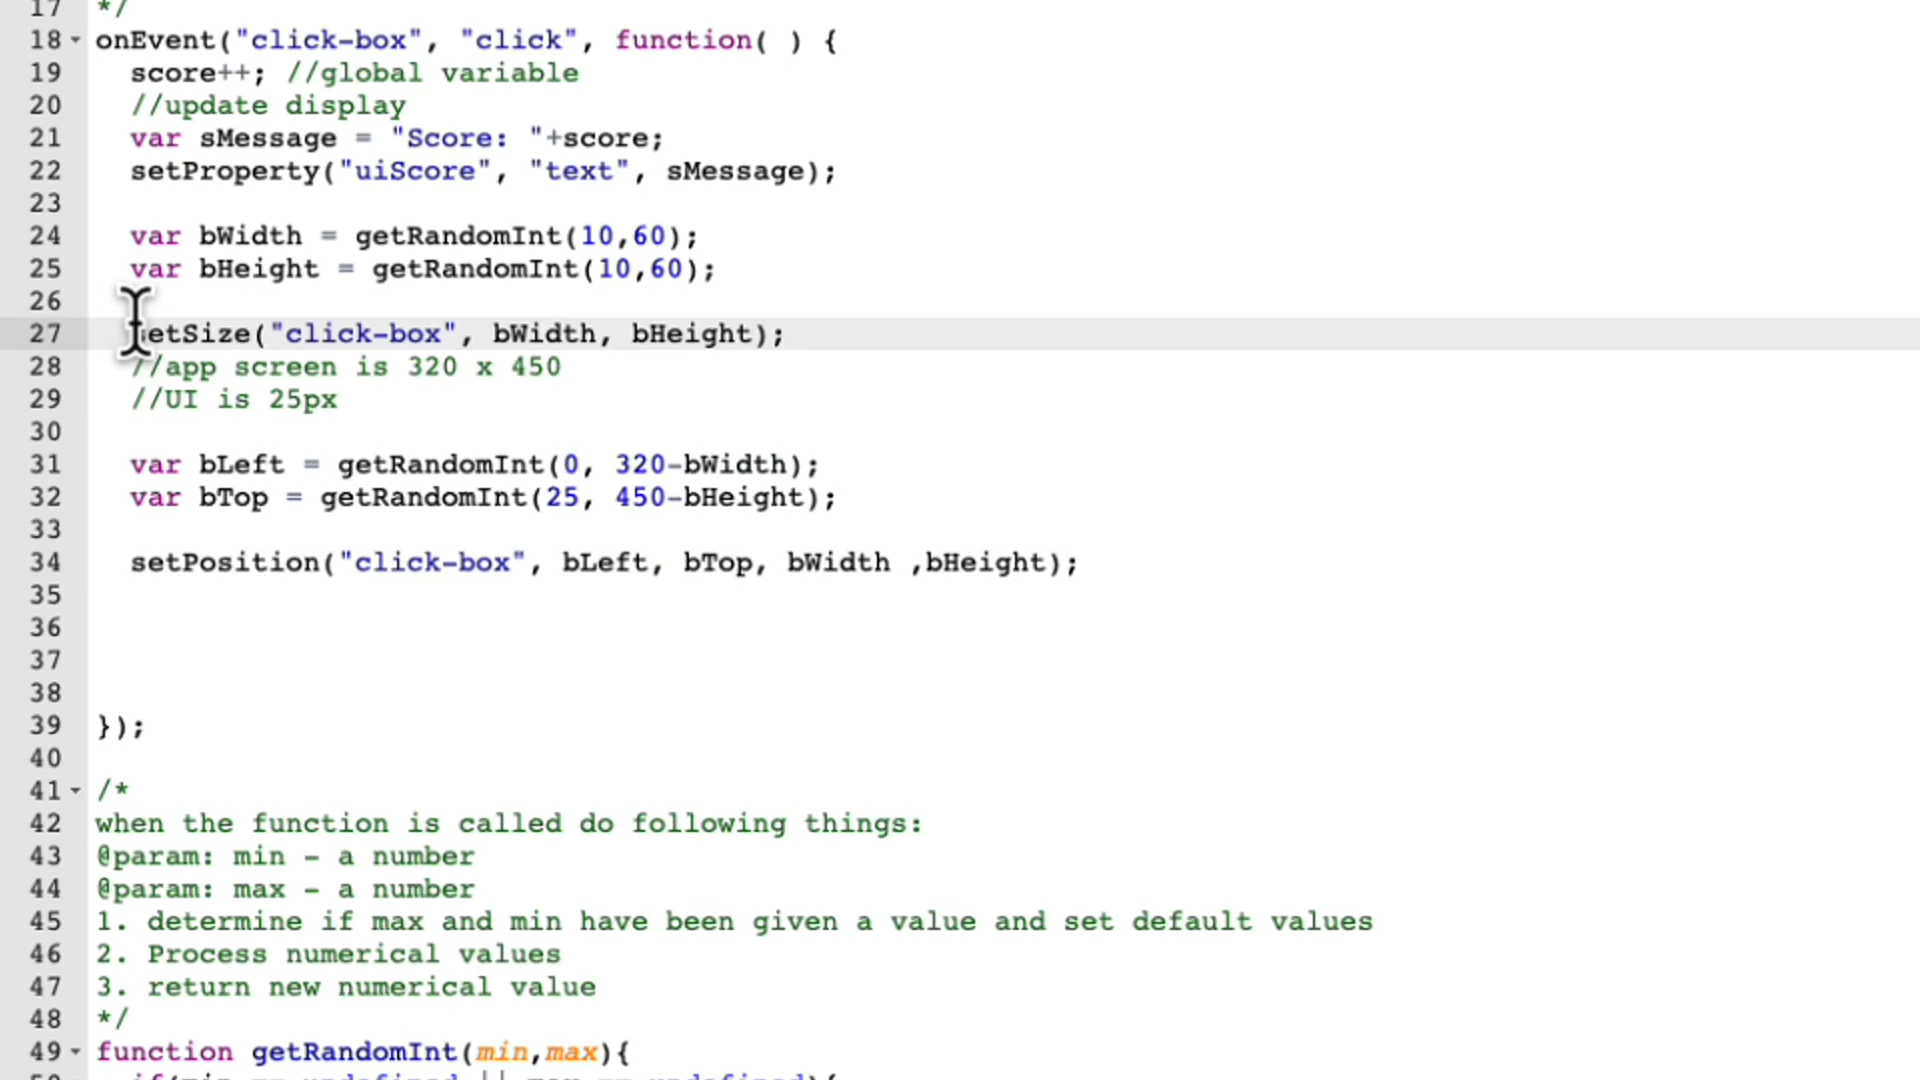 17 */
18 onEvent("click-box", "click", function( ) {
19 score++; //global variable
20 //update display
21 var sMessage = "Score: "+score;
22 setProperty("uiScore", "text", sMessage);
23
24 var bWidth = getRandomInt(10,60);
25 var bHeight = getRandomInt(10,60);
26
27 setSize("click-box", bWidth, bHeight);
28 //app screen is 320 x 450
29 //UI is 25px
30
31 var bLeft = getRandomInt(0, 320-bWidth);
32 var bTop = getRandomInt(25, 450-bHeight);
33
34 setPosition("click-box", bLeft, bTop, bWidth ,bHeight);
35
36
37
38
39 });
40
41 /*
42 when the function is called do following things:
43 @param: min - a number
44 @param: max - a number
45 1. determine if max and min have been given a value and set default values
46 2. Process numerical values
47 3. return new numerical value
48 */
49 function getRandomInt(min,max){
50 if(min == undefined || max == undefined){